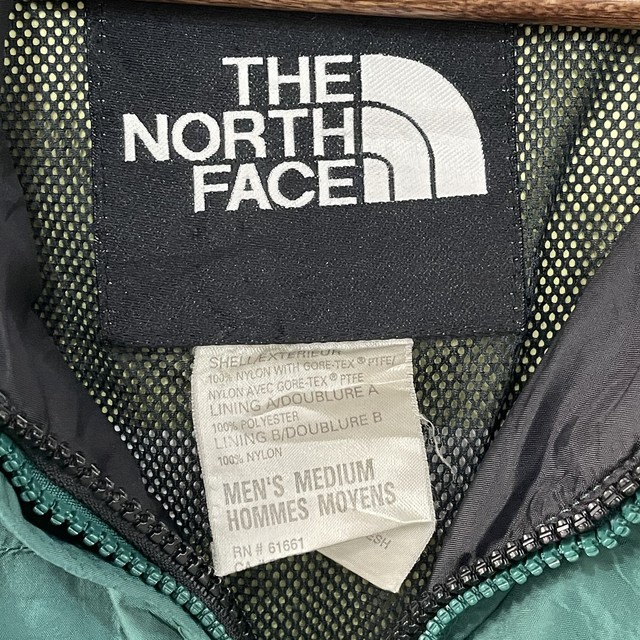 THE
NORTH
FACE
SHELL/EXTERIEUR
100% NYLON WITH GORE-TEX® PTFE/
NYLON AVEC GORE-TEX® PTFE
LINING A/DOUBLURE A
100% POLYESTER
LINING B/DOUBLURE B
100% NYLON
MEN'S MEDIUM
HOMMES MOYENS
RN # 61661